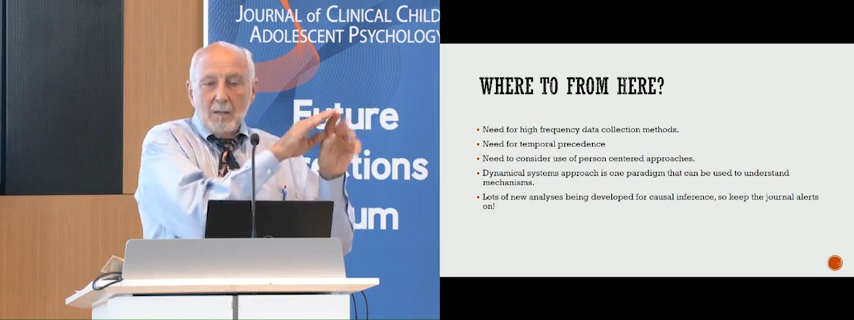 JOURNAL of CLINICAL CHILD
ADOLESCENT PSYCHOLOGY
Future
um
WHERE TO FROM HERE?
• Need for high frequency data collection methods.
• Need for temporal precedence
• Need to consider use of person centered approaches.
• Dynamical systems approach is one paradigm that can be used to understand
mechanisms.
• Lots of new analyses being developed for causal inference, so keep the journal alerts
on!